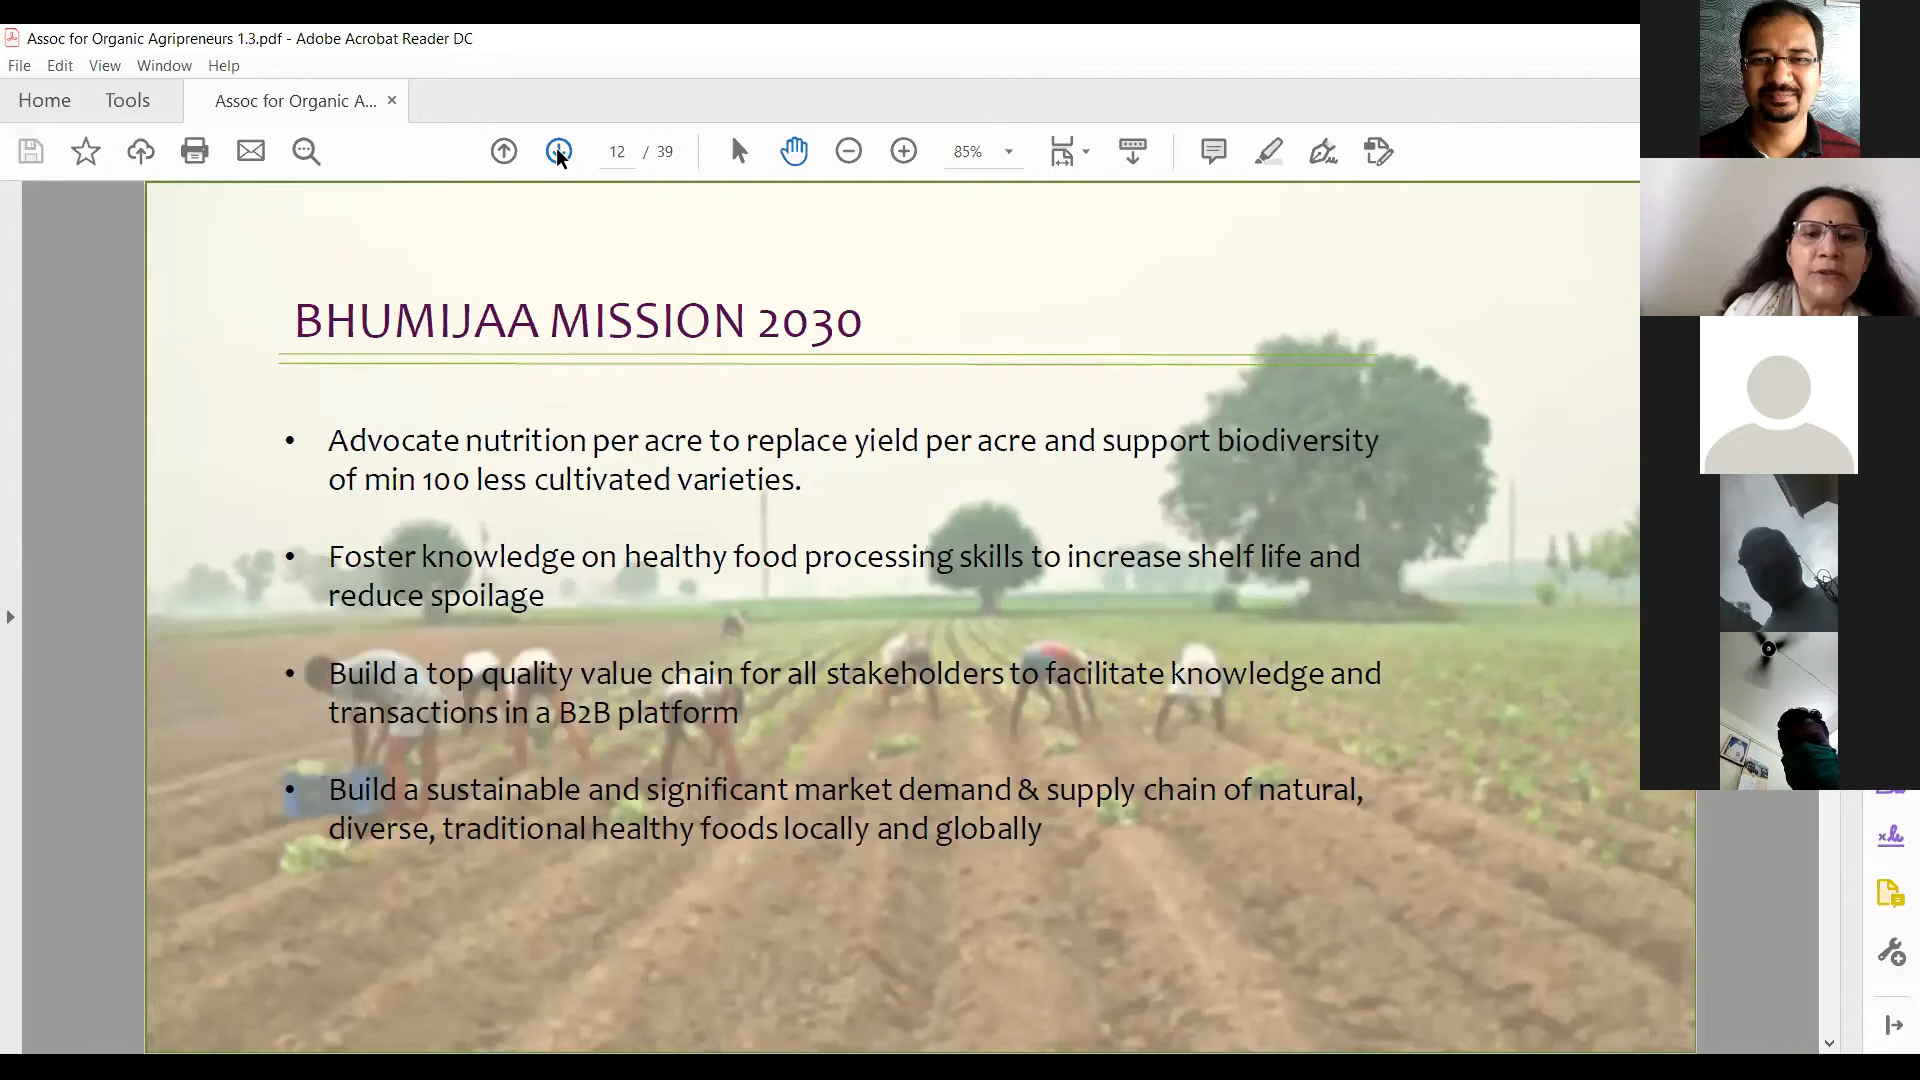 Assoc for Organic Agripreneurs 1.3.pdf - Adobe Acrobat Reader DC
File Edit View Window Help
Home Tools Assoc for Organic A... ×
12 / 39 85%
BHUMIJAA MISSION 2030
• Advocate nutrition per acre to replace yield per acre and support biodiversity
of min 100 less cultivated varieties.
• Foster knowledge on healthy food processing skills to increase shelf life and
reduce spoilage
• Build a top quality value chain for all stakeholders to facilitate knowledge and
transactions in a B2B platform
• Build a sustainable and significant market demand & supply chain of natural,
diverse, traditional healthy foods locally and globally